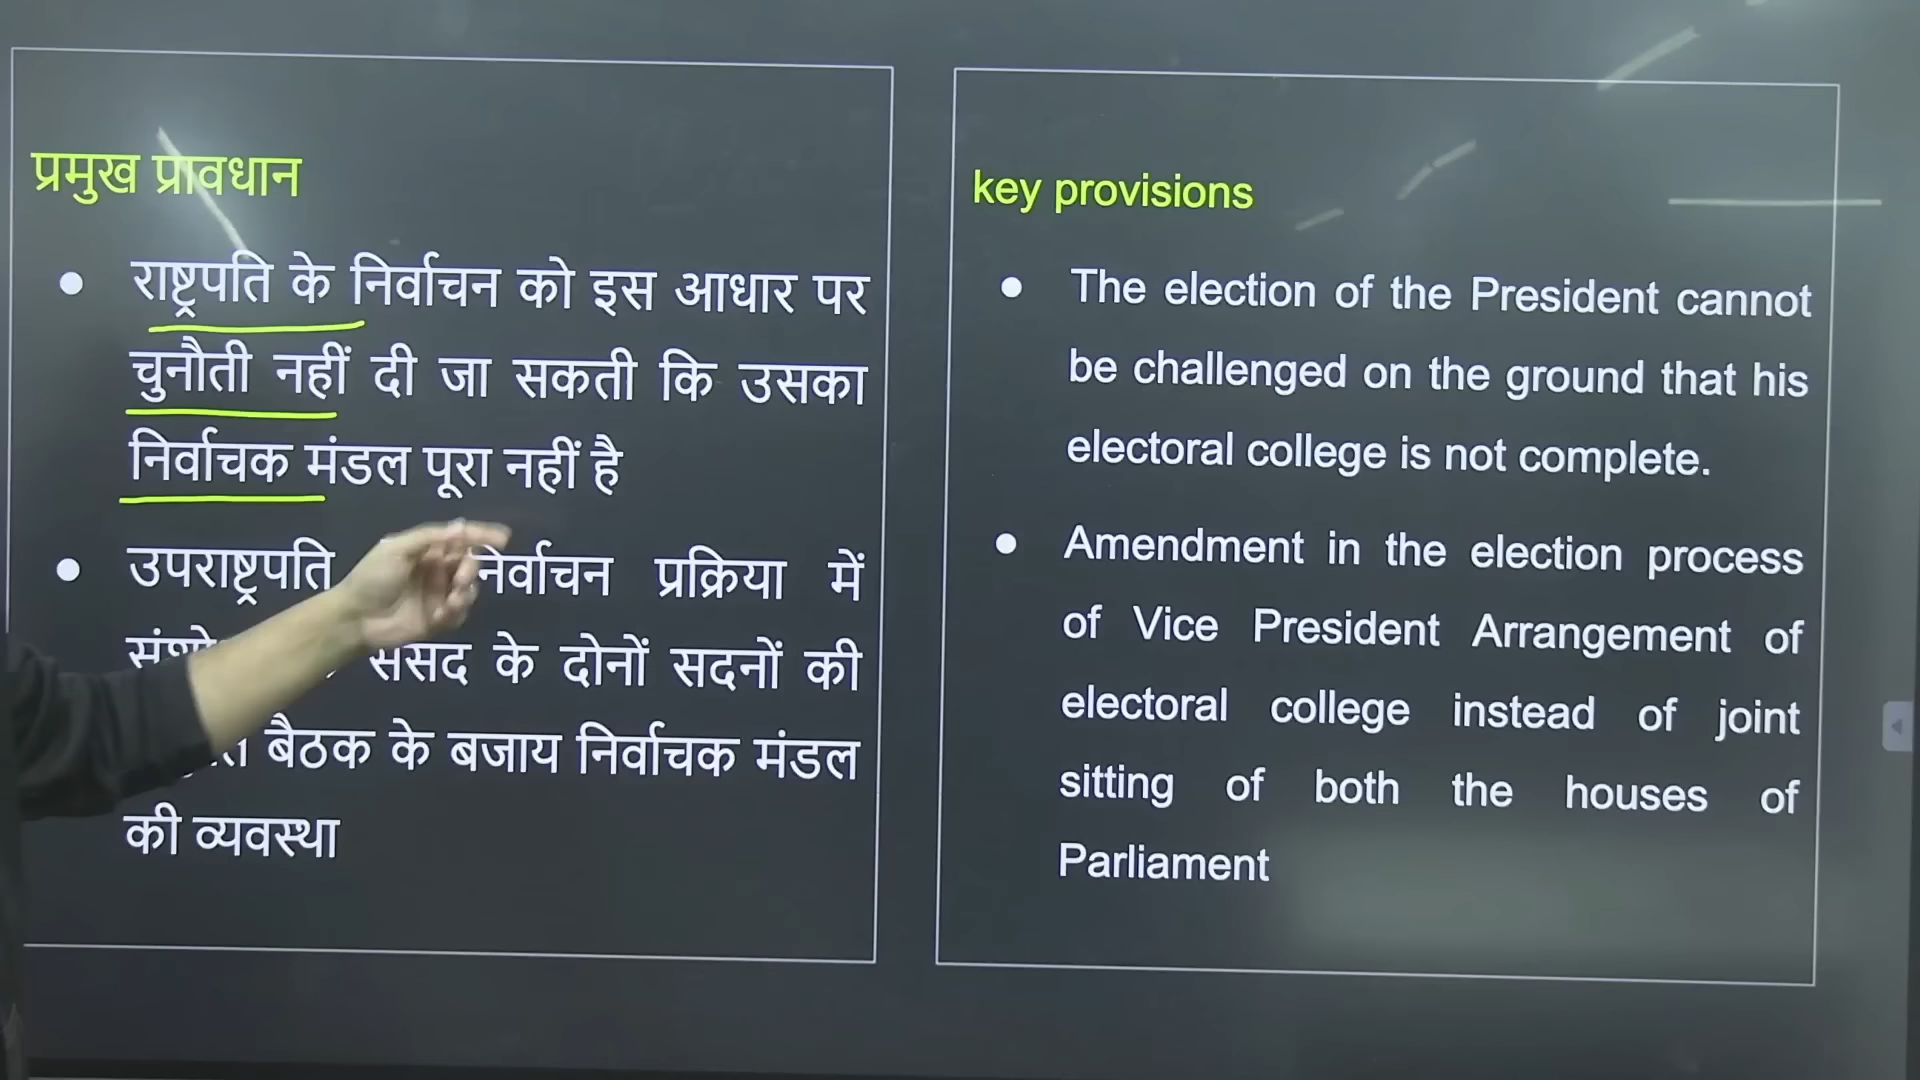 प्रमुख प्रावधान
राष्ट्रपति के निर्वाचन को इस आधार पर
चुनौती नहीं दी जा सकती कि उसका
निर्वाचक मंडल पूरा नहीं है
उपराष्ट्रपति निर्वाचन प्रक्रिया में
संसद के दोनों सदनों की
बैठक के बजाय निर्वाचक मंडल
की व्यवस्था
key provisions
The election of the President cannot
be challenged on the ground that his
electoral college is not complete.
Amendment in the election process
of Vice President Arrangement of
electoral college instead of joint
sitting of both the houses of
Parliament